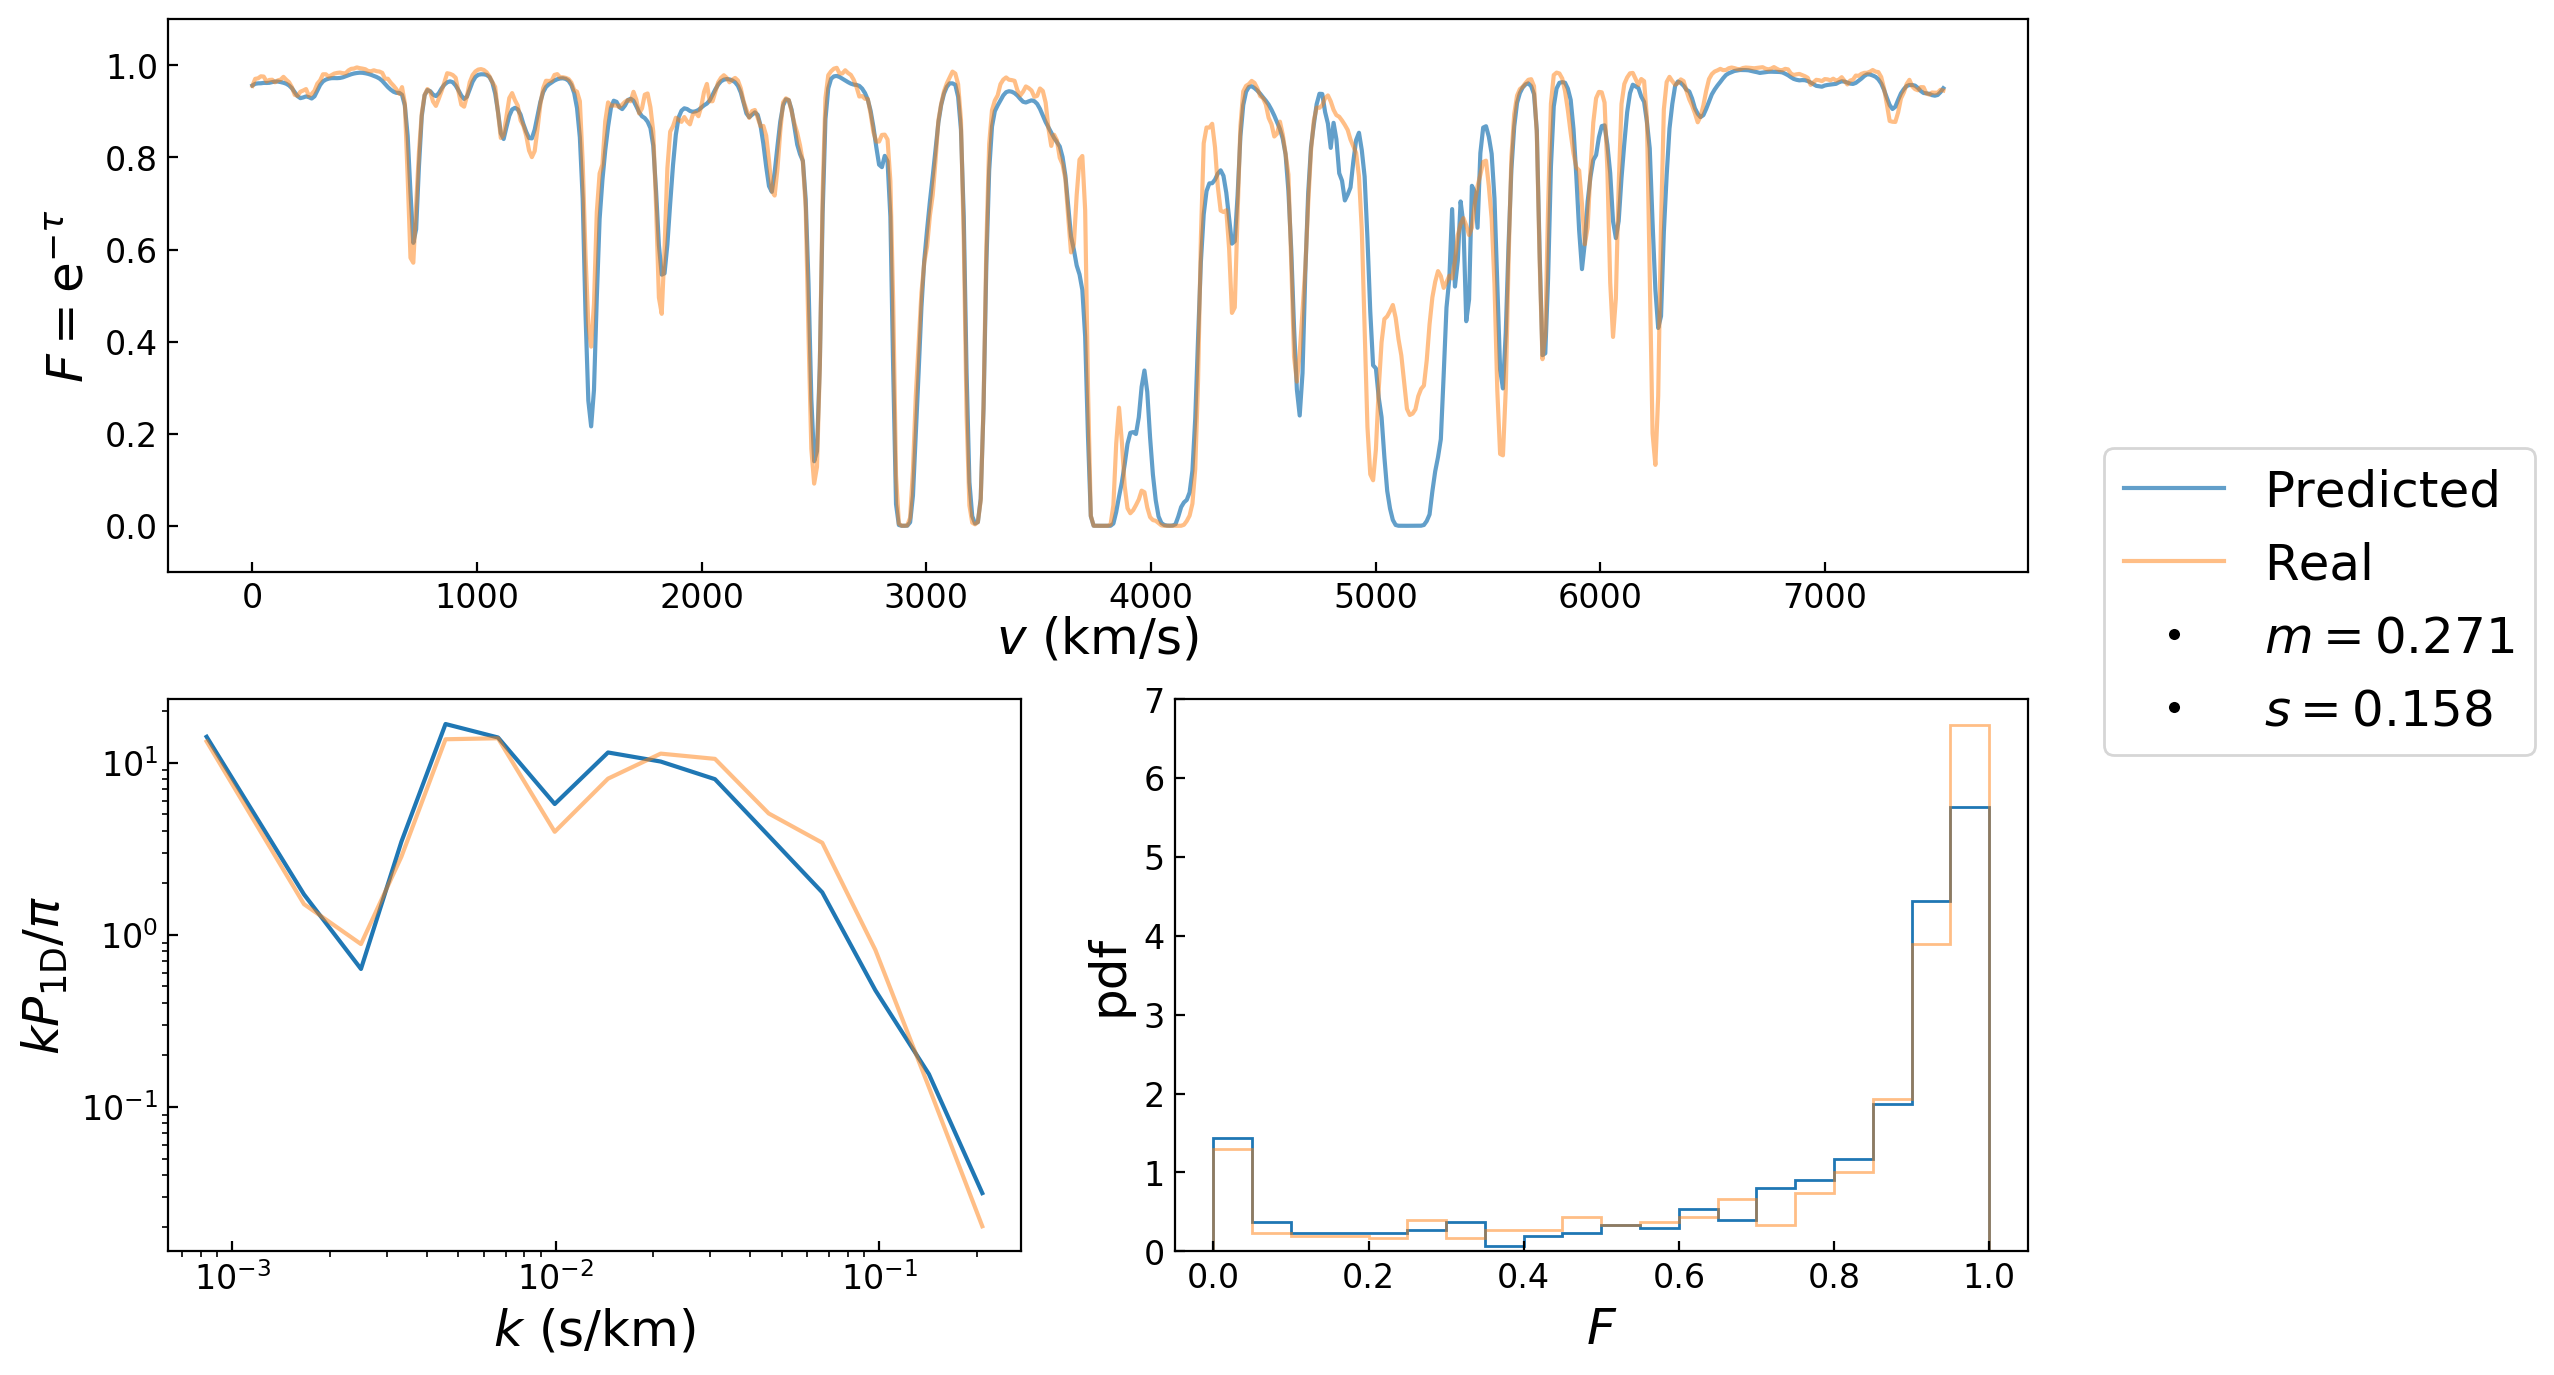 1.0
0.8
0.6
0.4
0.2
0.0
F = e^{-τ}
0 1000 2000 3000 4000 5000 6000 7000
v (km/s)
Predicted
Real
m = 0.271
s = 0.158
10^1
10^0
10^{-1}
kP_{1D}/π
10^{-3} 10^{-2} 10^{-1}
k (s/km)
7
6
5
4
3
2
1
0
pdf
0.0 0.2 0.4 0.6 0.8 1.0
F